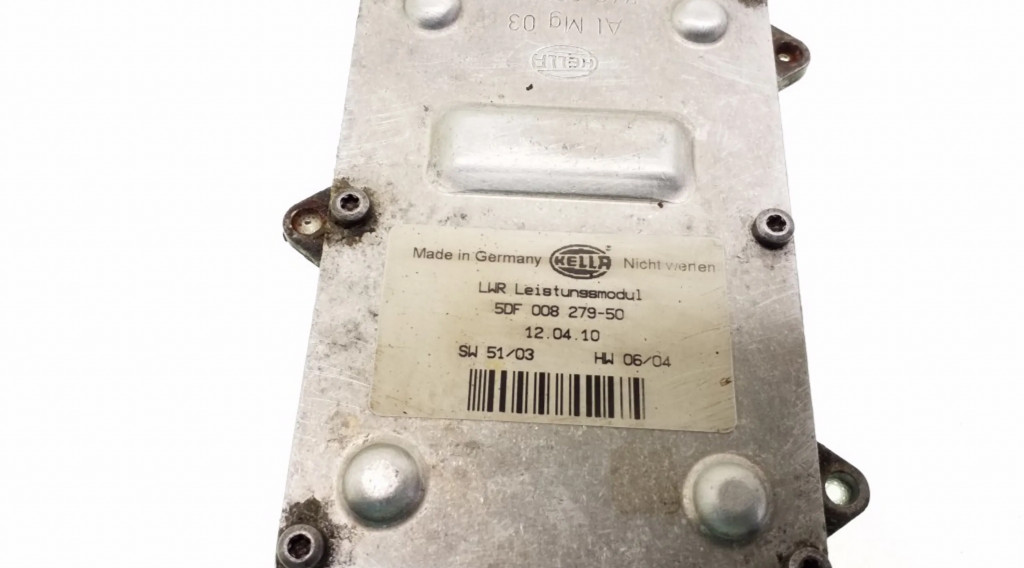 Al Mg 03
HELLA
Made in Germany HELLA Nicht werfen
LWR Leistungsmodul
5DF 008 279-50
12.04.10
SW 51/03 HW 06/04